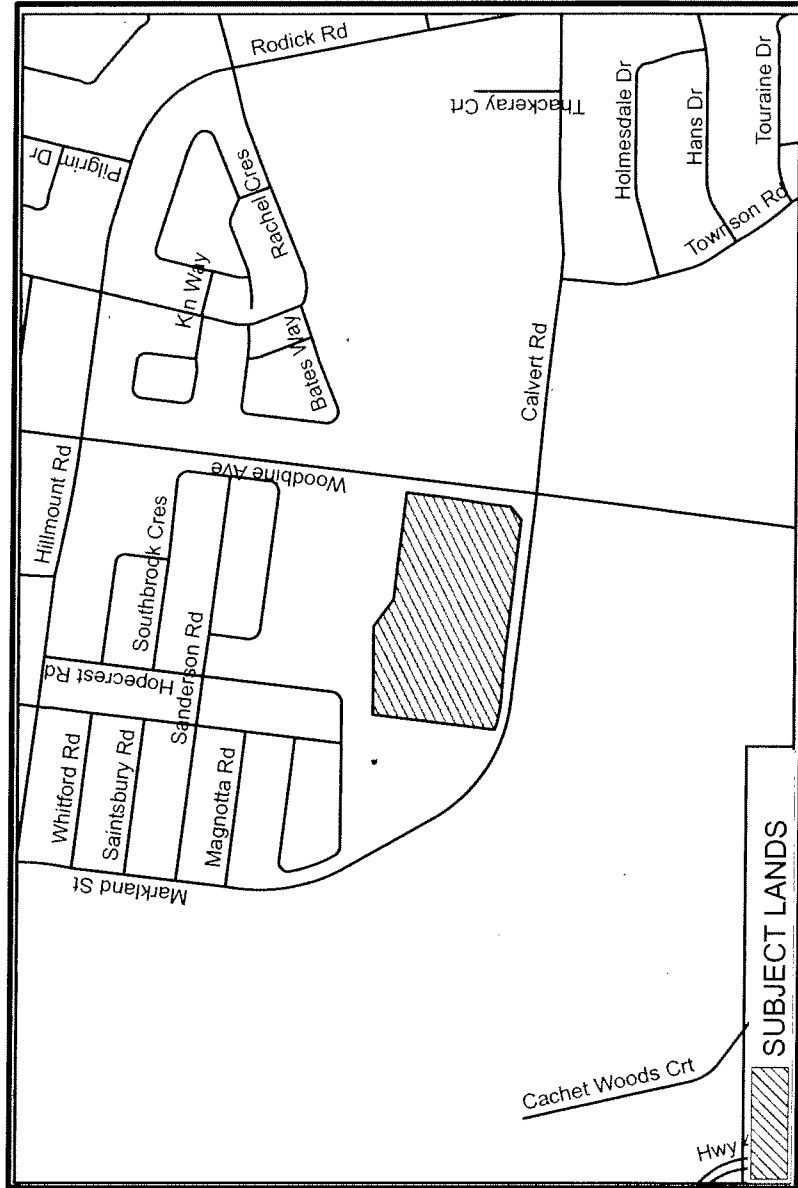 Rodick Rd
Pilgrim Dr
Thackeray Crt
Holmesdale Dr
Hans Dr
Touraine Dr
Townson Rd
Rachel Cres
Kin Way
Bates Way
Calvert Rd
Woodbine Ave
Hillmount Rd
Southbrook Cres
Sanderson Rd
Hopecrest Rd
Whitford Rd
Saintsbury Rd
Magnotta Rd
Markland St
Cachet Woods Crt
Hwy
SUBJECT LANDS